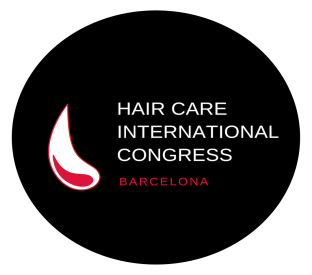 HAIR CARE
INTERNATIONAL
CONGRESS
BARCELONA